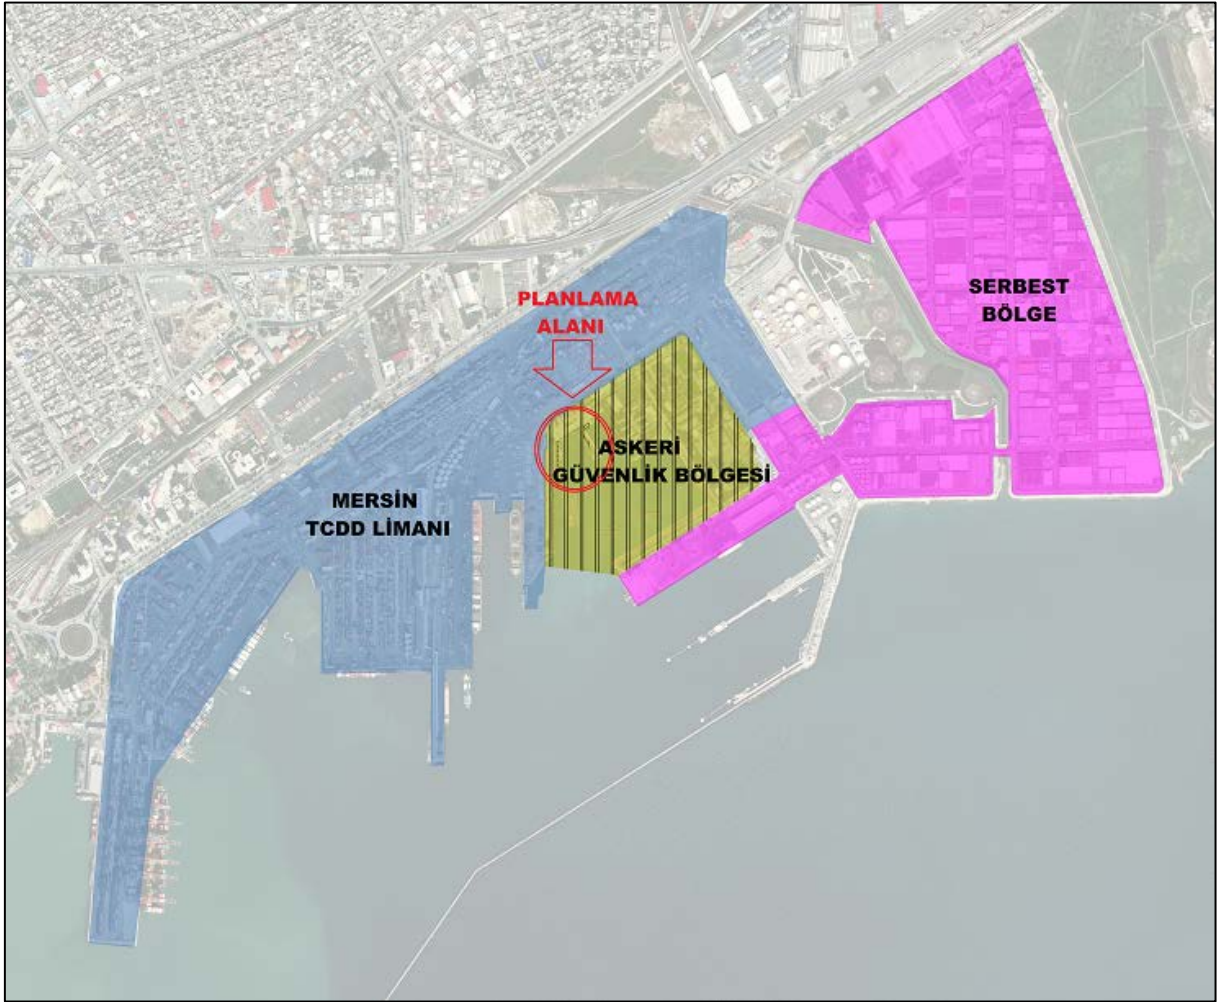 SERBEST
BÖLGE
PLANLAMA
ALANI
ASKERİ
GÜVENLİK BÖLGESİ
MERSİN
TCDD LİMANI